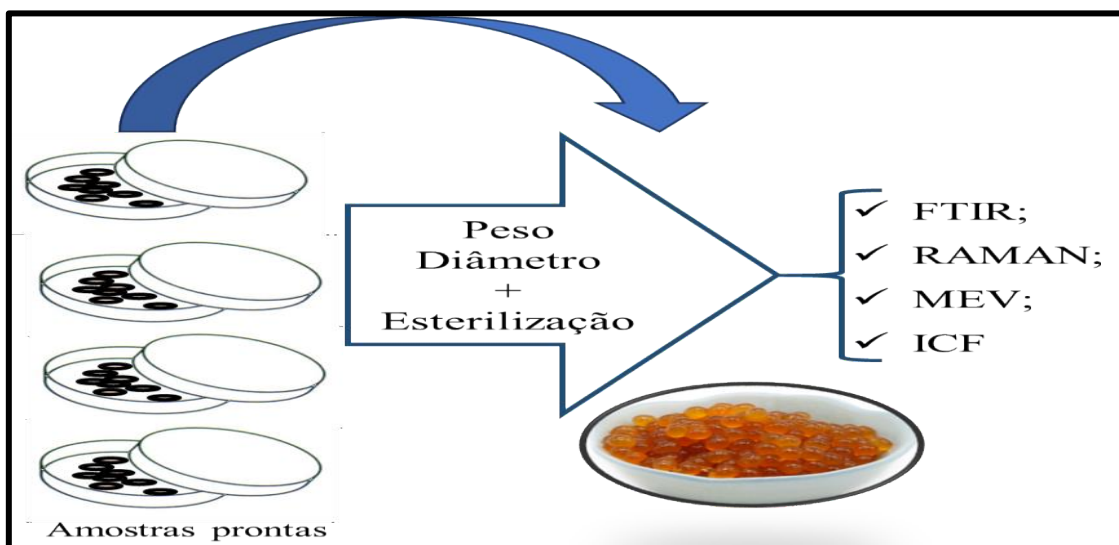 Peso
Diâmetro
+
Esterilização
✓ FTIR;
✓ RAMAN;
✓ MEV;
✓ ICF
Amostras prontas